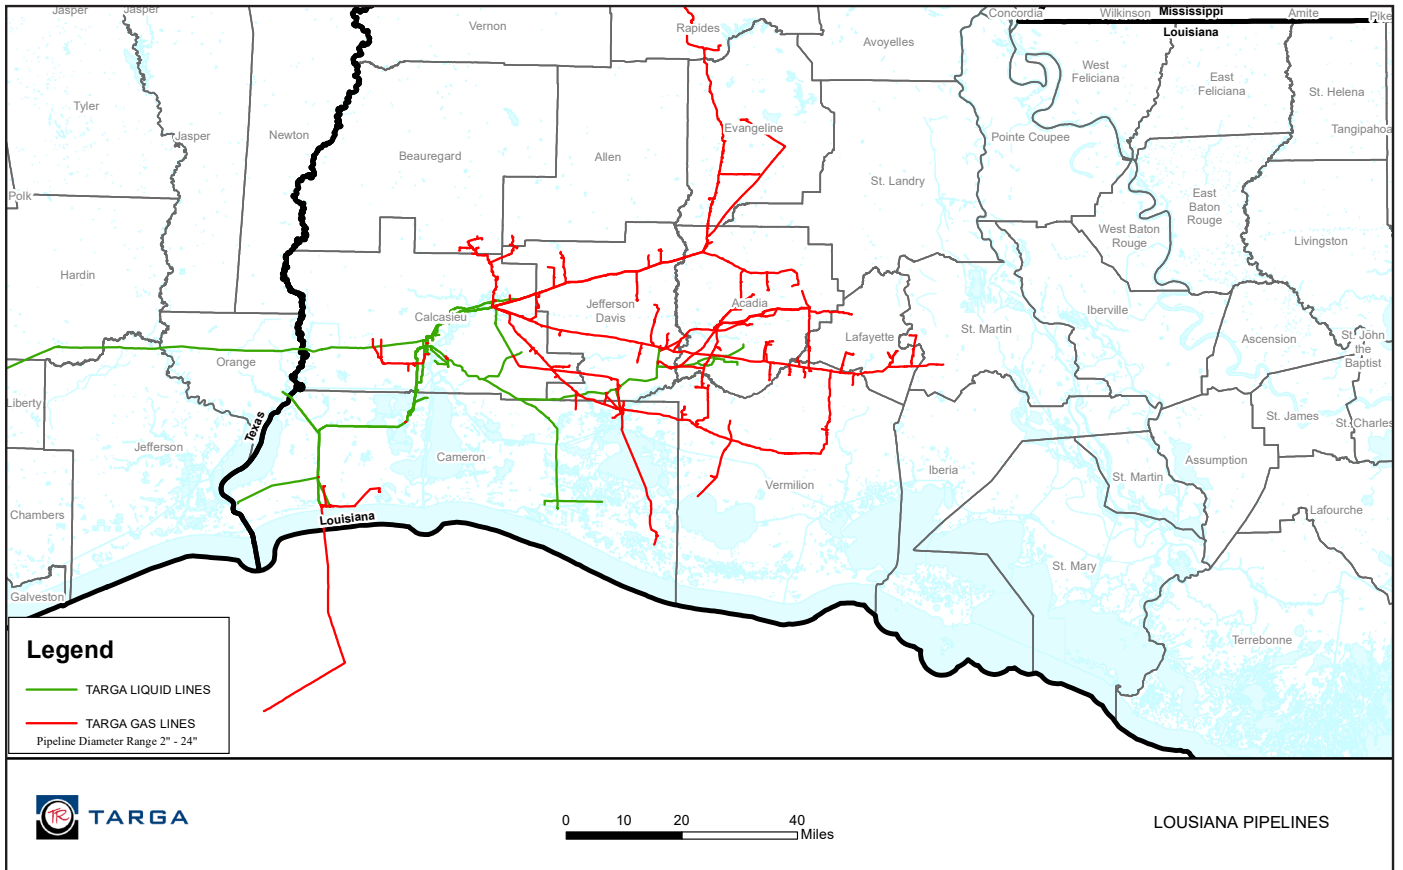 Jasper
Jasper
Vernon
Rapides
Avoyelles
Concordia
Wilkinson
Mississippi
Amite
Pike
Louisiana
West
Feliciana
East
Feliciana
St. Helena
Tangipahoa
Tyler
Jasper
Newton
Beauregard
Allen
Evangeline
St. Landry
Pointe Coupee
Polk
East
Baton
Rouge
West Baton
Rouge
Livingston
Hardin
Calcasieu
Jefferson
Davis
Acadia
Lafayette
St. Martin
Iberville
Ascension
St. John
the
Baptist
Orange
Liberty
Texas
Jefferson
Cameron
Vermilion
Iberia
St. Martin
Assumption
St. James
St. Charles
Chambers
Louisiana
Lafourche
St. Mary
Galveston
Terrebonne
Legend
TARGA LIQUID LINES
TARGA GAS LINES
Pipeline Diameter Range 2" - 24"
TR TARGA
0 10 20 40
Miles
LOUSIANA PIPELINES